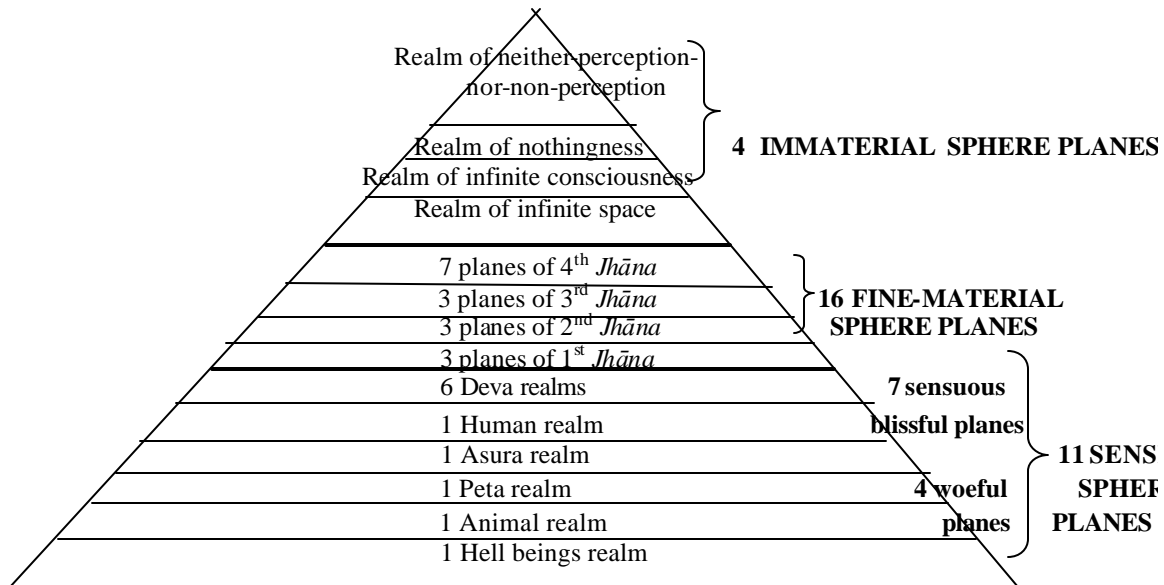 Realm of neither-perception-
nor-non-perception
Realm of nothingness
4 IMMATERIAL SPHERE PLANES
Realm of infinite consciousness
Realm of infinite space
7 planes of 4th Jhāna
3 planes of 3rd Jhāna
16 FINE-MATERIAL
3 planes of 2nd Jhāna
SPHERE PLANES
3 planes of 1st Jhāna
6 Deva realms
7 sensuous
1 Human realm
blissful planes
1 Asura realm
11 SENS
1 Peta realm
4 woeful
SPHER
1 Animal realm
planes
PLANES
1 Hell beings realm